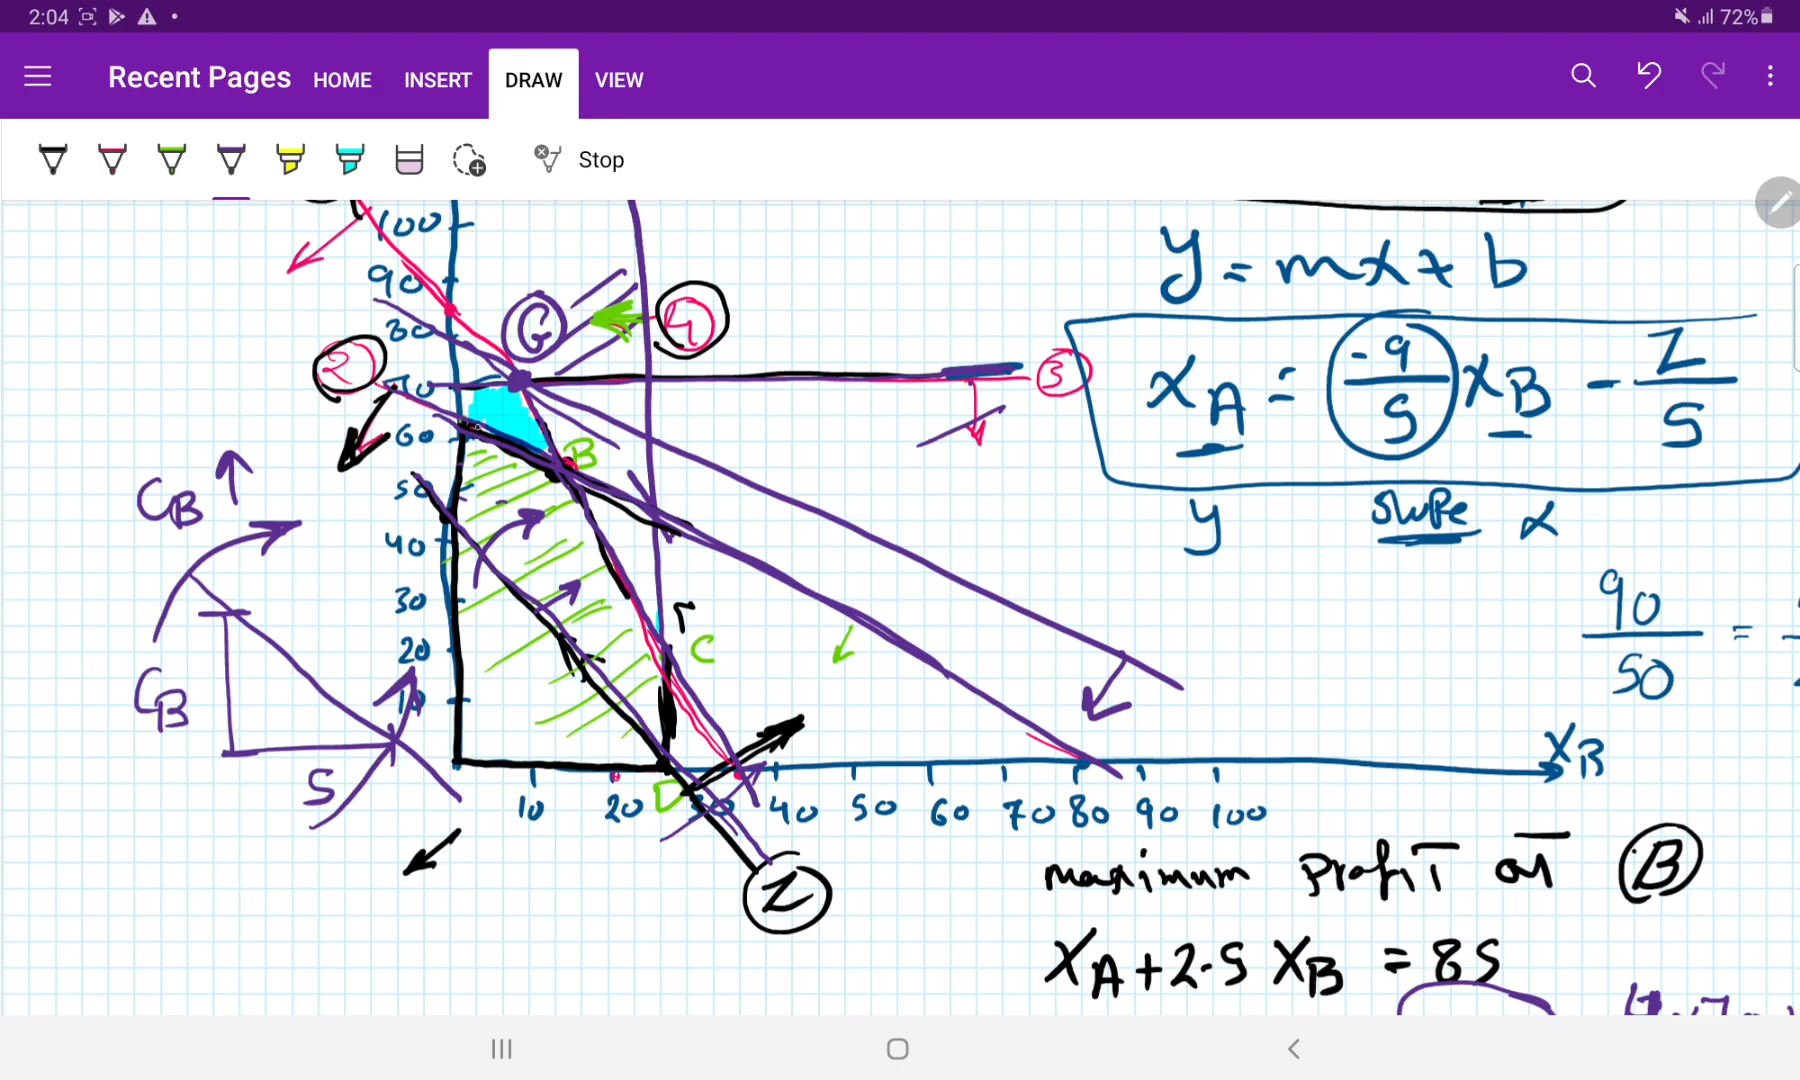 2:04 72%
Recent Pages HOME INSERT DRAW VIEW
Stop
100
90
80
70
60
50
40
30
20
10
G
4
2
3
B
C
D
CB
CB
S
10 20 30 40 50 60 70 80 90 100
XB
Z
y = mx + b
xA = -9/5 xB - Z/5
y slope x
90/50 =
maximum Profit at B
XA + 2.5 XB = 85